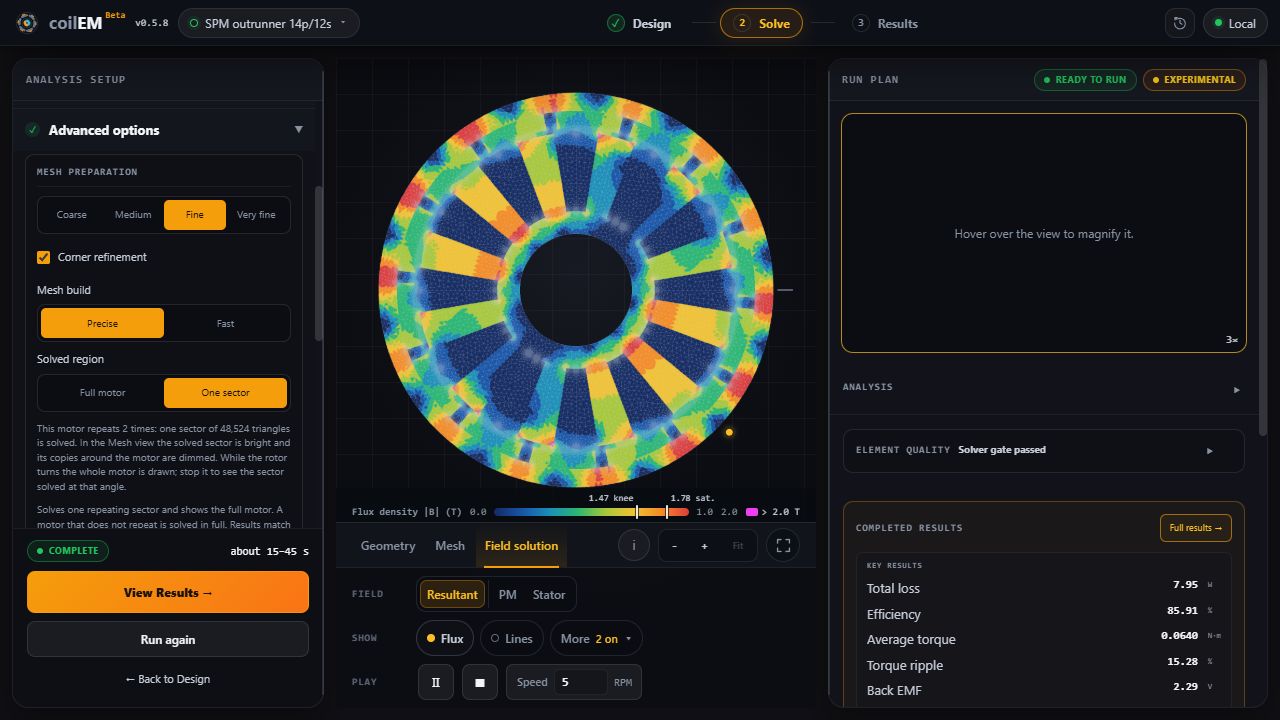 coilEM Beta v0.5.8 SPM outrunner 14p/12s
Design 2 Solve 3 Results
Local
ANALYSIS SETUP
Advanced options
MESH PREPARATION
Coarse Medium Fine Very fine
Corner refinement
Mesh build
Precise Fast
Solved region
Full motor One sector
This motor repeats 2 times: one sector of 48,524 triangles
is solved. In the Mesh view the solved sector is bright and
its copies around the motor are dimmed. While the rotor
turns the whole motor is drawn; stop it to see the sector
solved at that angle.
Solves one repeating sector and shows the full motor. A
motor that does not repeat is solved in full. Results match
COMPLETE about 15–45 s
View Results →
Run again
← Back to Design
1.47 knee 1.78 sat.
Flux density |B| (T) 0.0 1.0 2.0 > 2.0 T
Geometry Mesh Field solution i - + Fit
FIELD Resultant PM Stator
SHOW Flux Lines More 2 on
PLAY Speed 5 RPM
RUN PLAN READY TO RUN EXPERIMENTAL
Hover over the view to magnify it.
3×
ANALYSIS
ELEMENT QUALITY Solver gate passed
COMPLETED RESULTS Full results →
KEY RESULTS
Total loss 7.95 W
Efficiency 85.91 %
Average torque 0.0640 N·m
Torque ripple 15.28 %
Back EMF 2.29 V